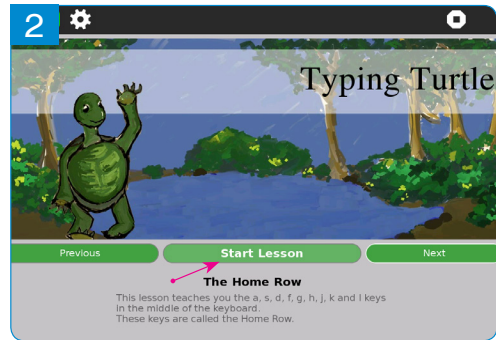 2
Typing Turtle
Previous
Start Lesson
Next
The Home Row
This lesson teaches you the a, s, d, f, g, h, j, k and l keys
in the middle of the keyboard.
These keys are called the Home Row.